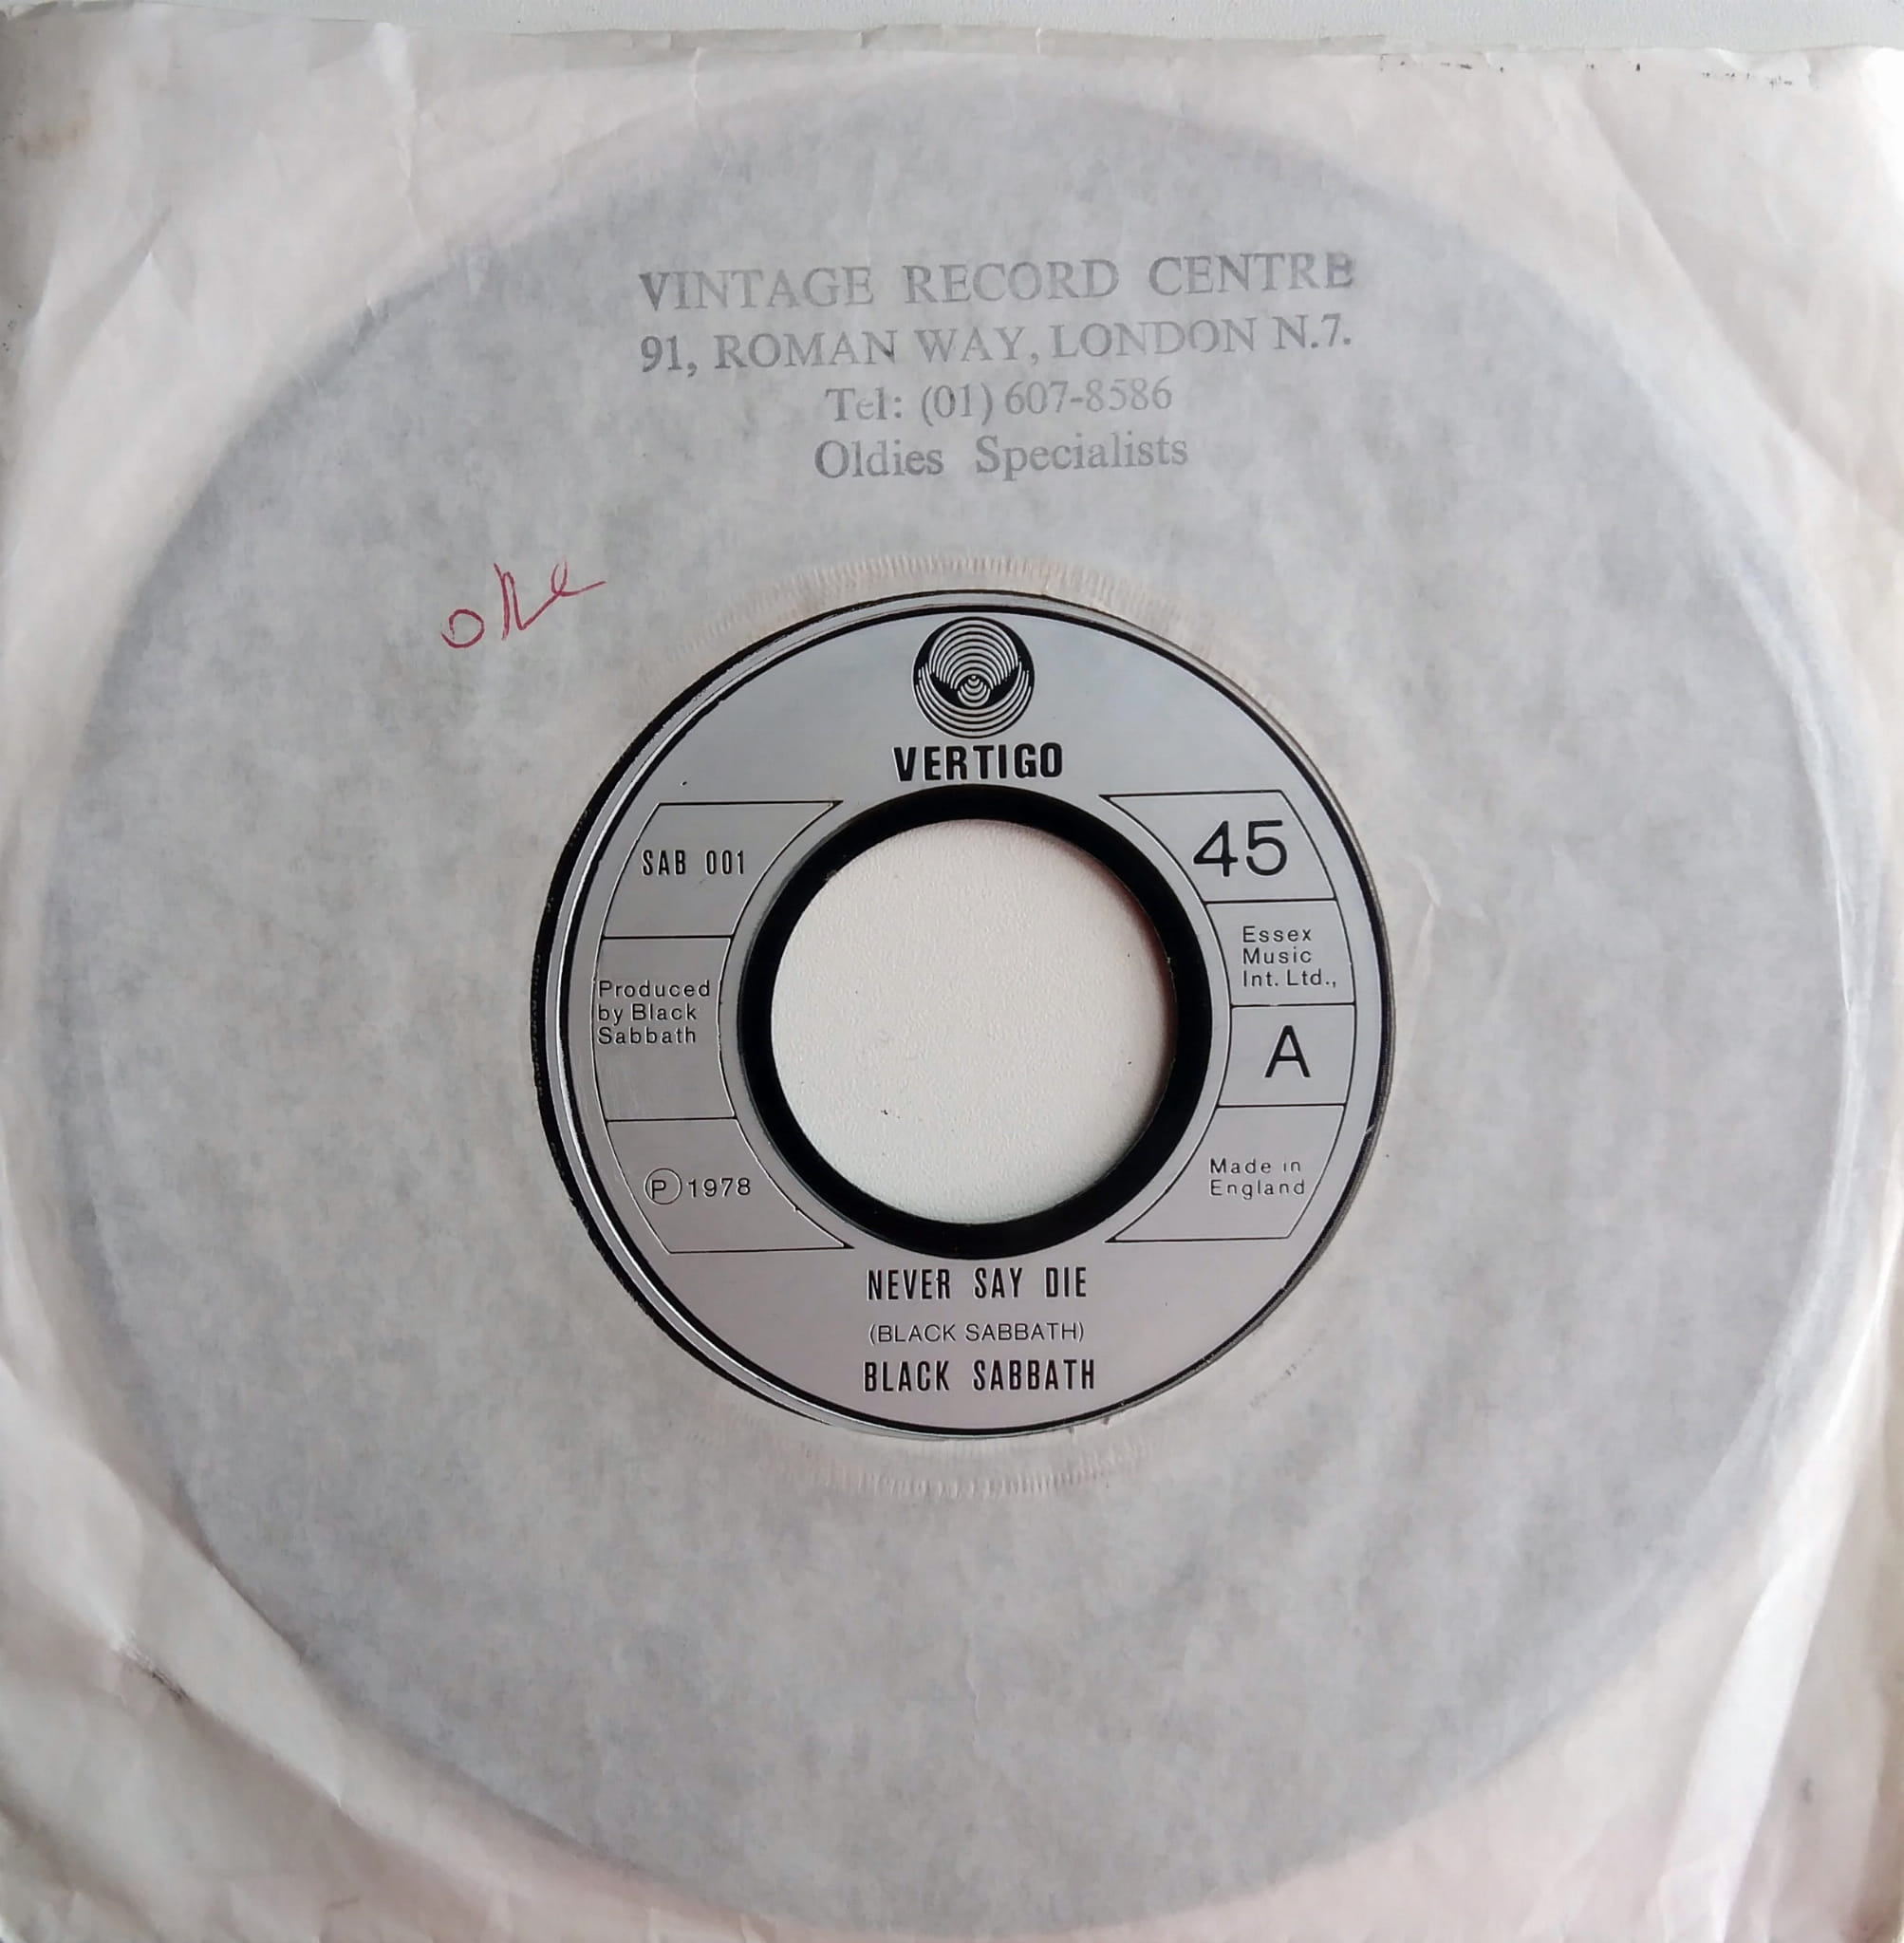 VINTAGE RECORD CENTRE
91, ROMAN WAY, LONDON N.7.
Tel: (01) 607-8586
Oldies Specialists
oke
VERTIGO
SAB 001
45
Essex
Music
Int. Ltd.,
Produced
by Black
Sabbath
A
Ⓟ 1978
Made in
England
NEVER SAY DIE
(BLACK SABBATH)
BLACK SABBATH